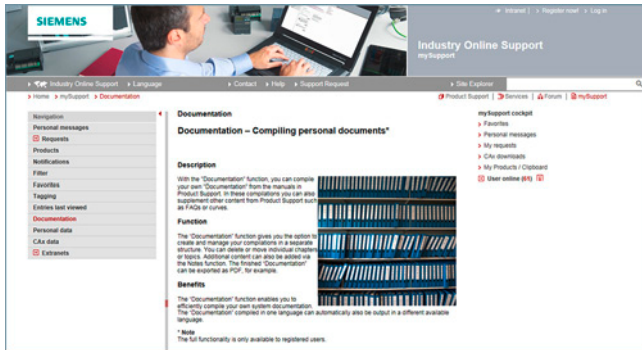 SIEMENS
Intranet | Register now! Log in
Industry Online Support
mySupport
Industry Online Support Language Contact Help Support Request Site Explorer
Home mySupport Documentation
Product Support Services Forum mySupport
Navigation
Personal messages
Requests
Products
Notifications
Filter
Favorites
Tagging
Entries last viewed
Documentation
Personal data
CAx data
Extranets
Documentation
Documentation – Compiling personal documents*
Description
With the "Documentation" function, you can compile
your own "Documentation" from the manuals in
Product Support. In these compilations you can also
supplement other content from Product Support such
as FAQs or curves.
Function
The "Documentation" function gives you the option to
create and manage your compilations in a separate
structure. You can delete or move individual chapters
or topics. Additional content can also be added via
the Notes function. The finished "Documentation"
can be exported as PDF, for example.
Benefits
The "Documentation" function enables you to
efficiently compile your own system documentation.
The "Documentation" compiled in one language can automatically also be output in a different available
language.
* Note
The full functionality is only available to registered users.
mySupport cockpit
Favorites
Personal messages
My requests
CAx downloads
My Products / Clipboard
User online (61)